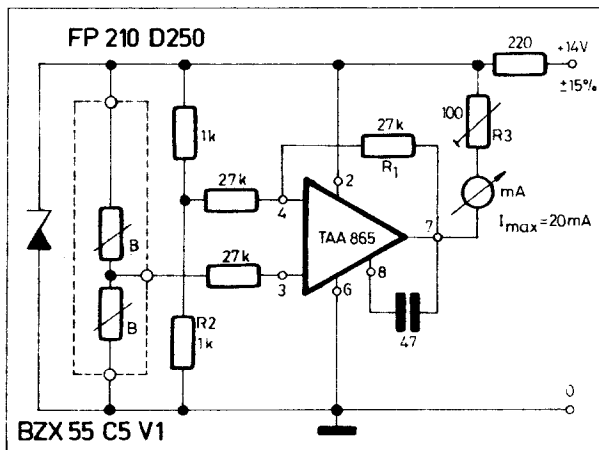 FP 210 D250
220
+14V
±15%
100
R3
1k
27k
R1
27k
2
4
mA
TAA 865
7
Imax=20mA
B
27k
3
8
6
B
R2
1k
47
0
BZX 55 C5 V1